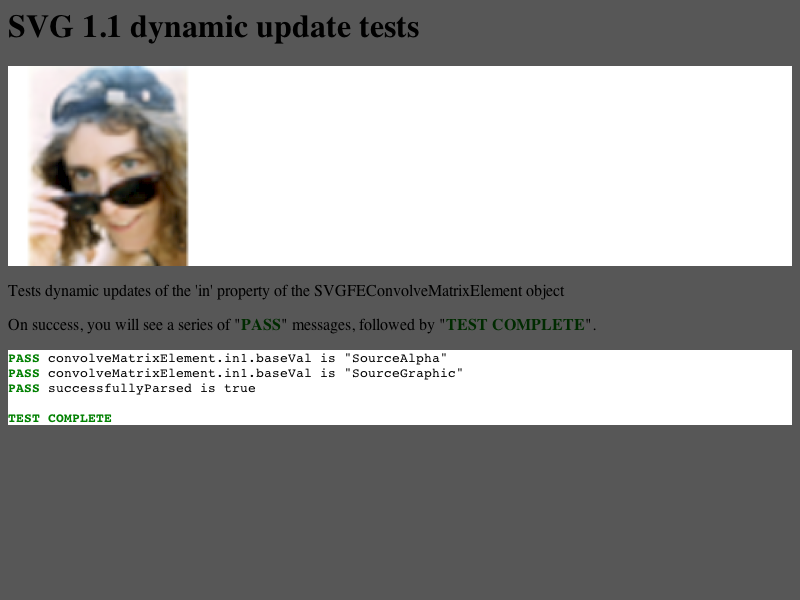 SVG 1.1 dynamic update tests
Tests dynamic updates of the 'in' property of the SVGFEConvolveMatrixElement object
On success, you will see a series of "PASS" messages, followed by "TEST COMPLETE".
PASS convolveMatrixElement.in1.baseVal is "SourceAlpha"
PASS convolveMatrixElement.in1.baseVal is "SourceGraphic"
PASS successfullyParsed is true
TEST COMPLETE